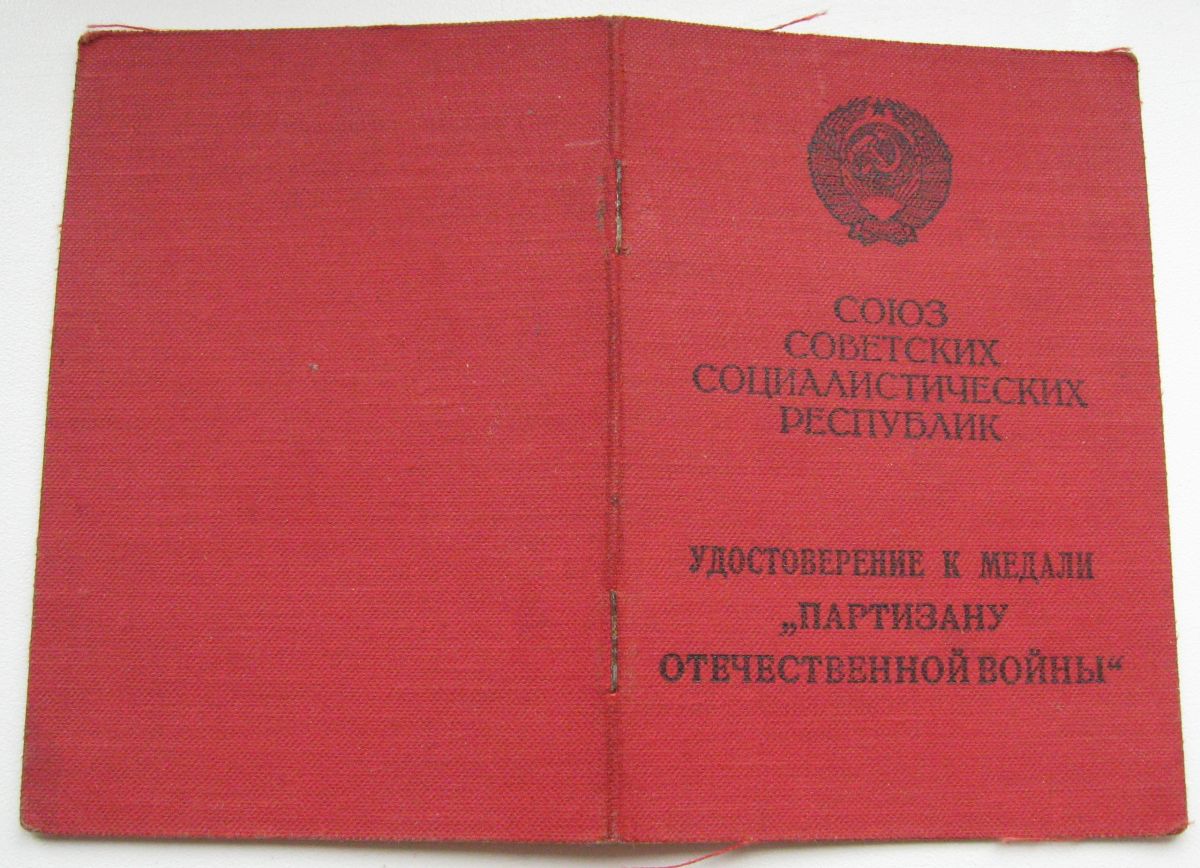 СОЮЗ
СОВЕТСКИХ
СОЦИАЛИСТИЧЕСКИХ
РЕСПУБЛИК
УДОСТОВЕРЕНИЕ К МЕДАЛИ
„ПАРТИЗАНУ
ОТЕЧЕСТВЕННОЙ ВОЙНЫ“